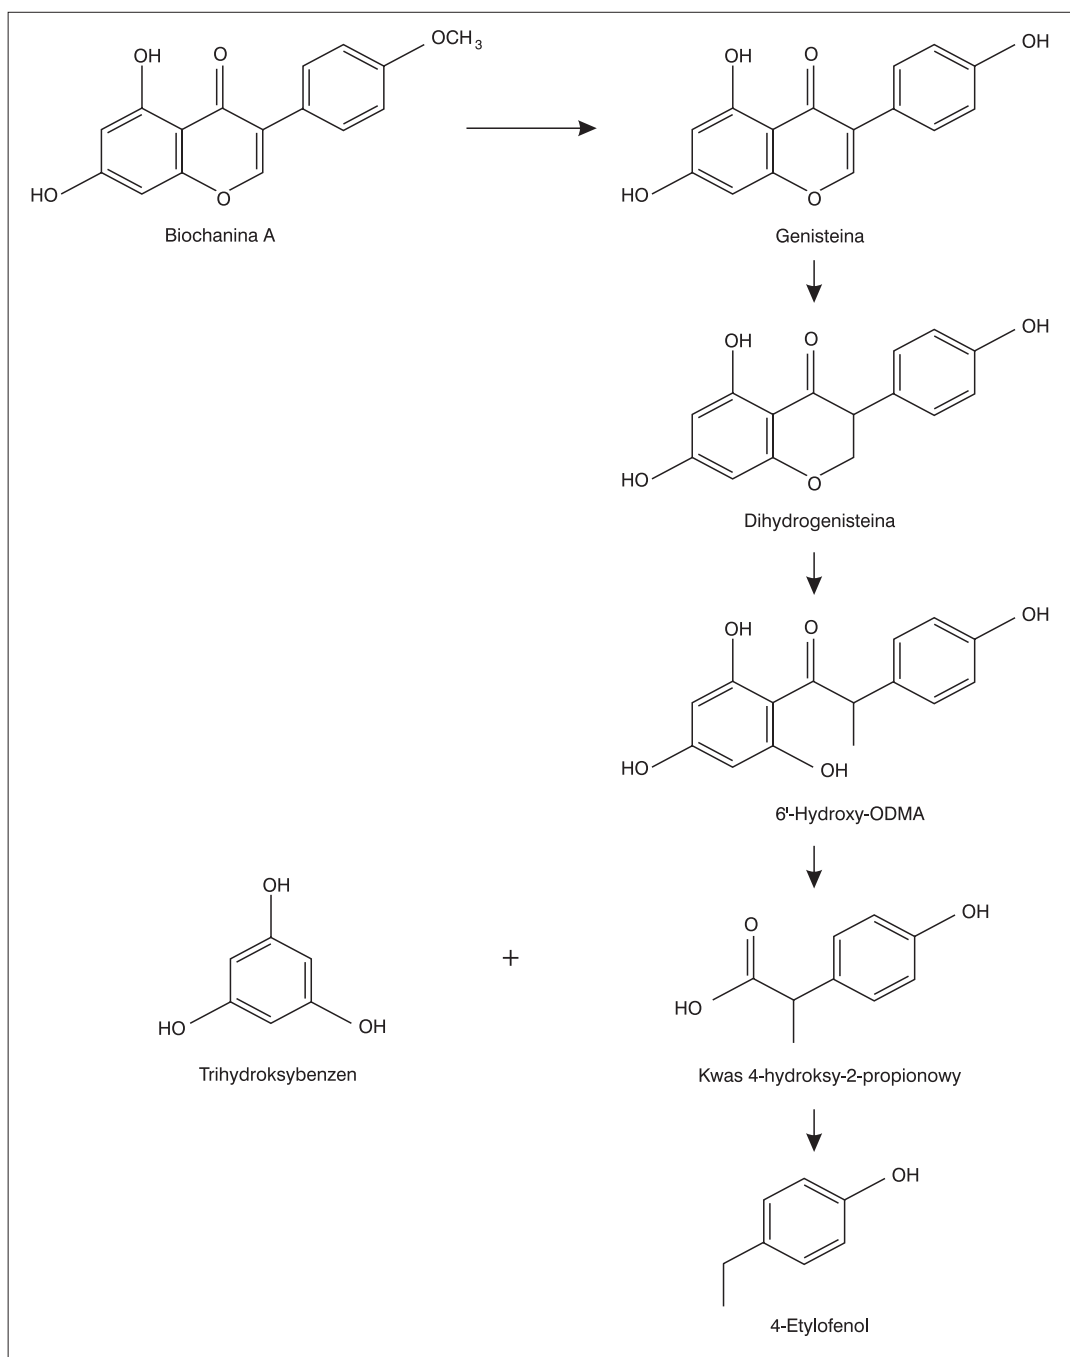 OH O OCH3
HO O
Biochanina A
OH O OH
HO O
Genisteina
OH O OH
HO O
Dihydrogenisteina
OH O OH
HO OH
6'-Hydroxy-ODMA
OH
HO OH
Trihydroksybenzen
+
O OH
HO
Kwas 4-hydroksy-2-propionowy
OH
4-Etylofenol